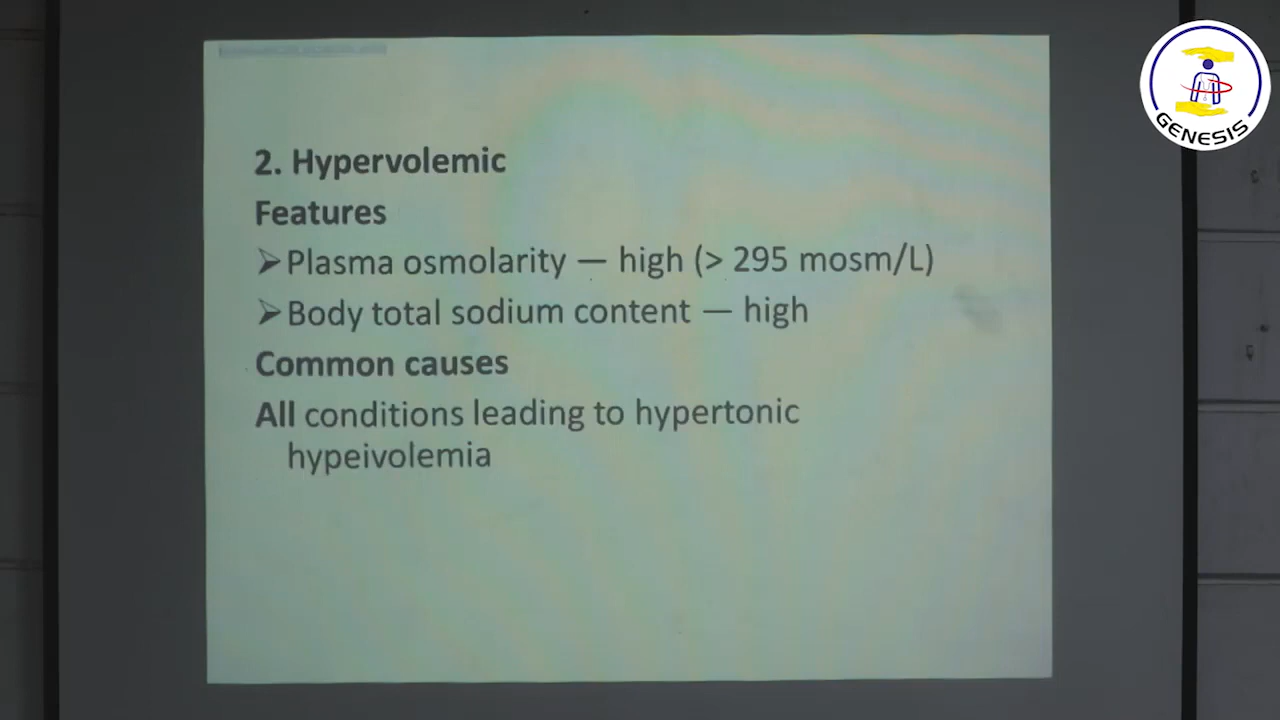 GENESIS
2. Hypervolemic
Features
➢Plasma osmolarity — high (> 295 mosm/L)
➢Body total sodium content — high
Common causes
All conditions leading to hypertonic
hypeivolemia